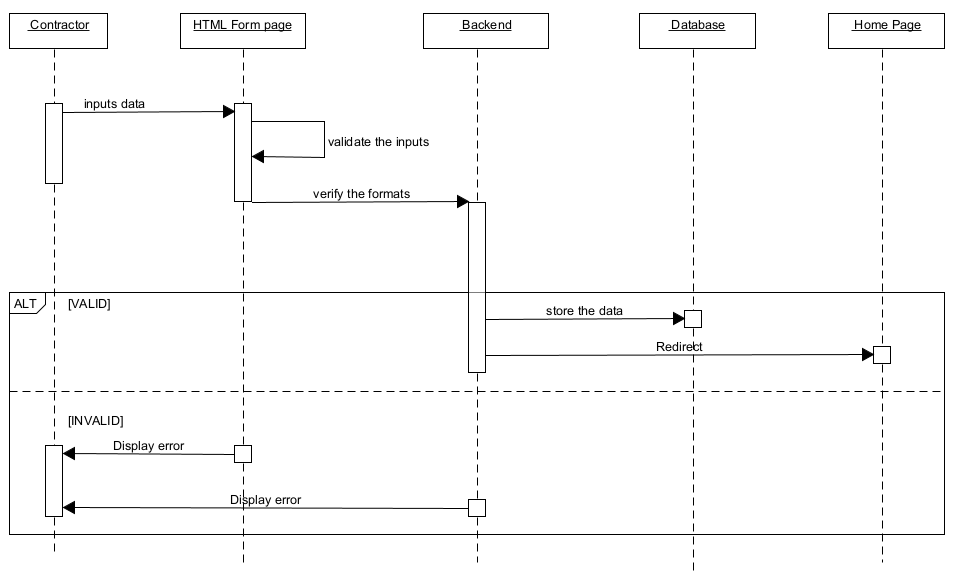 Contractor
HTML Form page
Backend
Database
Home Page
inputs data
validate the inputs
verify the formats
ALT
[VALID]
store the data
Redirect
[INVALID]
Display error
Display error